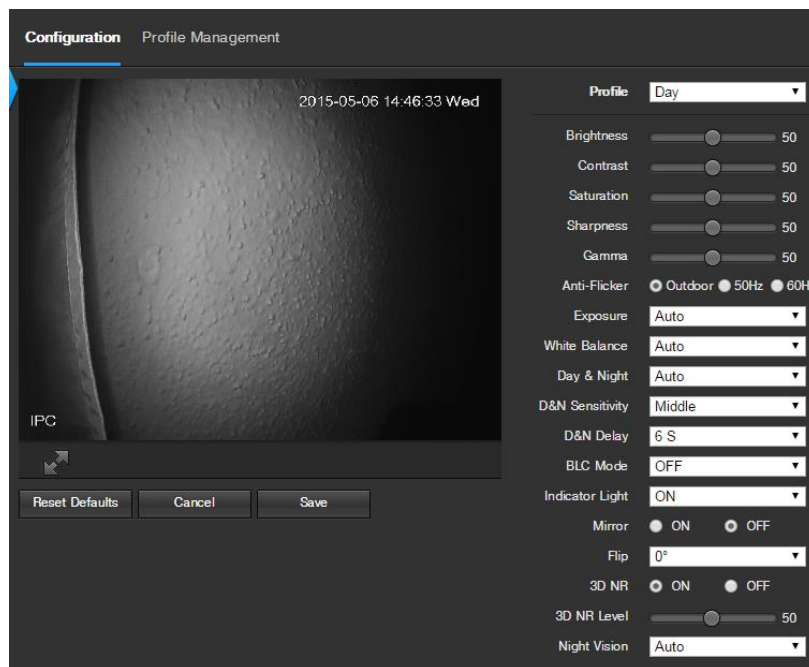 Configuration Profile Management
2015-05-06 14:46:33 Wed
IPC
Reset Defaults Cancel Save
Profile Day
Brightness 50
Contrast 50
Saturation 50
Sharpness 50
Gamma 50
Anti-Flicker Outdoor 50Hz 60H
Exposure Auto
White Balance Auto
Day & Night Auto
D&N Sensitivity Middle
D&N Delay 6 S
BLC Mode OFF
Indicator Light ON
Mirror ON OFF
Flip 0°
3D NR ON OFF
3D NR Level 50
Night Vision Auto